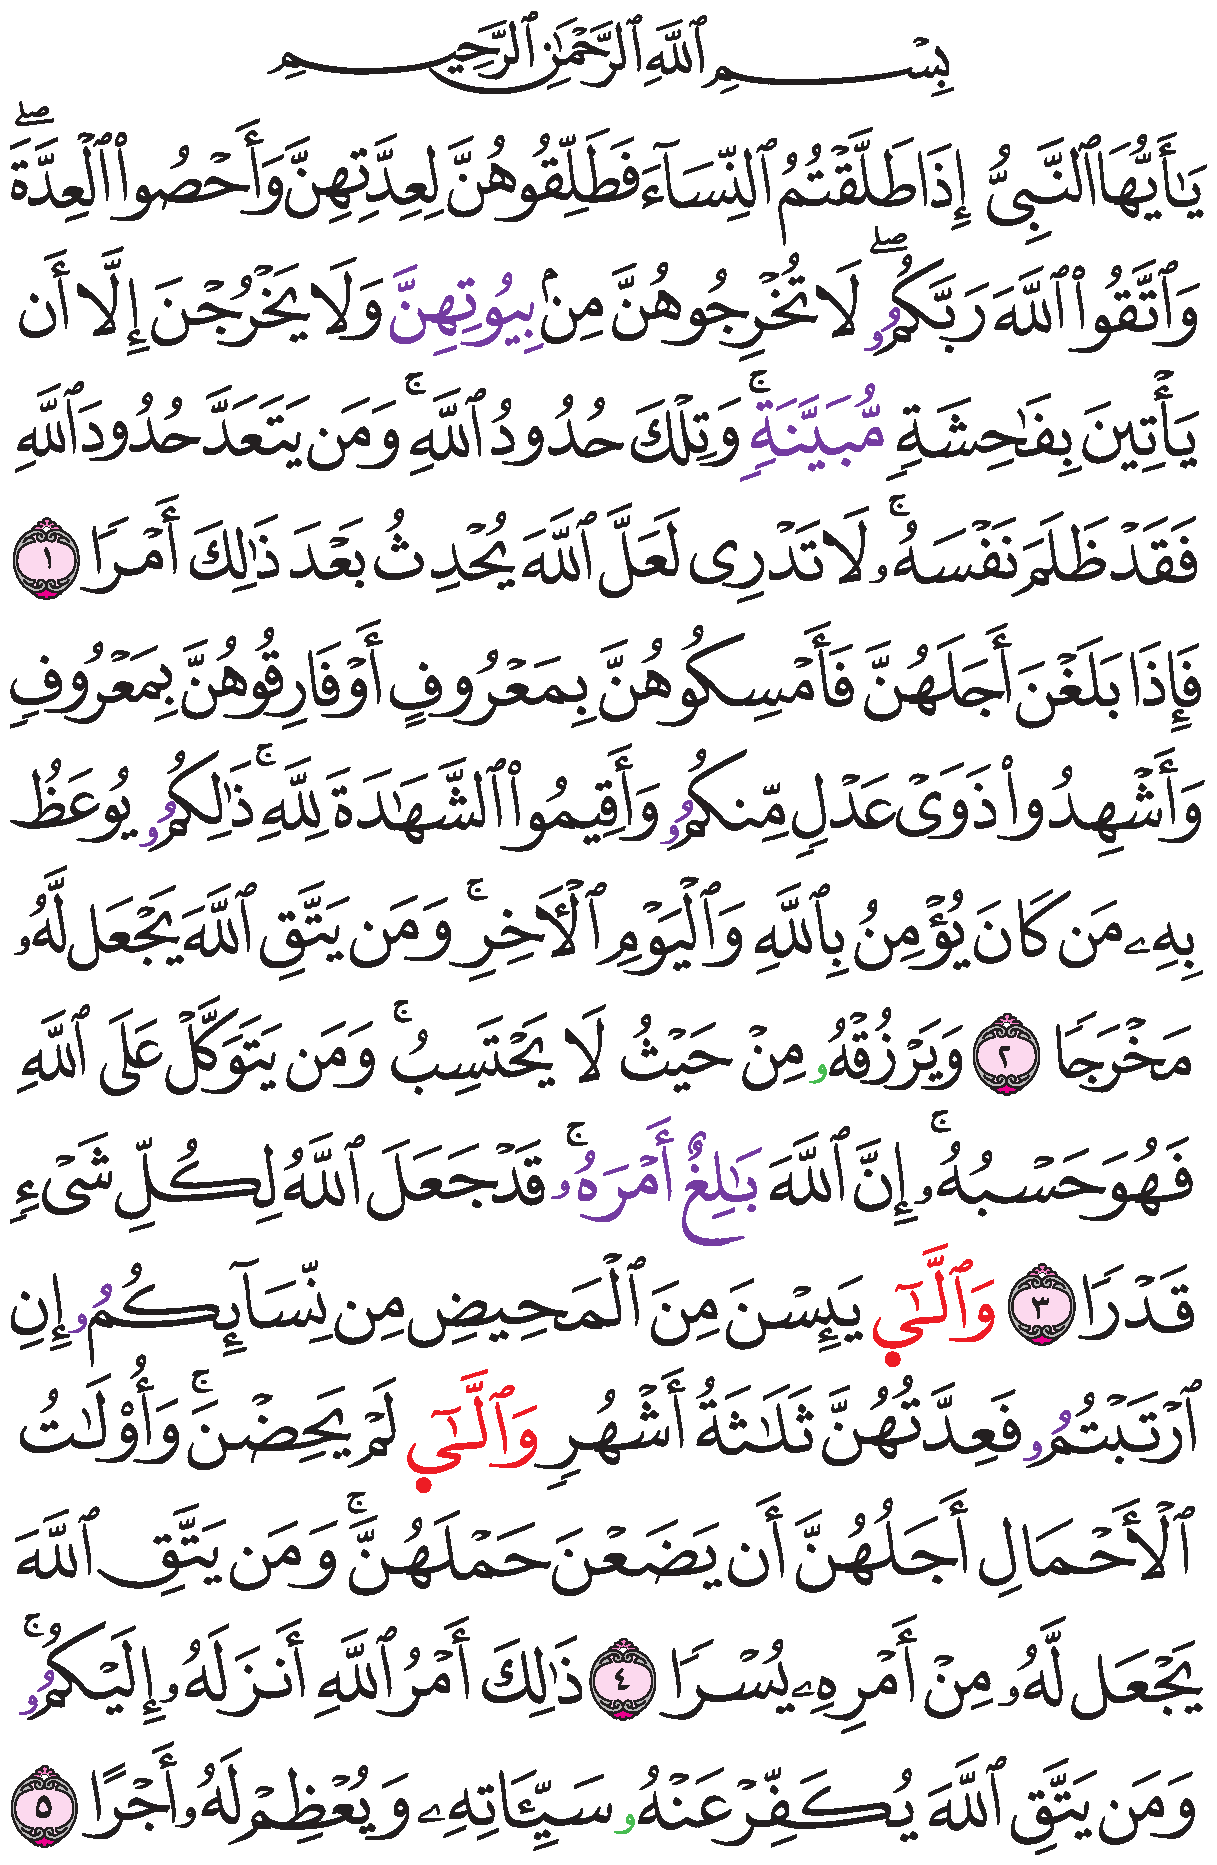 بِسۡمِ ٱللَّهِ ٱلرَّحۡمَٰنِ ٱلرَّحِيمِ
يَٰٓأَيُّهَا ٱلنَّبِيُّ إِذَا طَلَّقۡتُمُ ٱلنِّسَآءَ فَطَلِّقُوهُنَّ لِعِدَّتِهِنَّ وَأَحۡصُواْ ٱلۡعِدَّةَۖ
وَٱتَّقُواْ ٱللَّهَ رَبَّكُمُۥۖ لَا تُخۡرِجُوهُنَّ مِنۢ بِيُوتِهِنَّ وَلَا يَخۡرُجۡنَ إِلَّآ أَن
يَأۡتِينَ بِفَٰحِشَةٖ مُّبَيَّنَةٖۚ وَتِلۡكَ حُدُودُ ٱللَّهِۚ وَمَن يَتَعَدَّ حُدُودَ ٱللَّهِ
فَقَدۡ ظَلَمَ نَفۡسَهُۥۚ لَا تَدۡرِي لَعَلَّ ٱللَّهَ يُحۡدِثُ بَعۡدَ ذَٰلِكَ أَمۡرٗا ١
فَإِذَا بَلَغۡنَ أَجَلَهُنَّ فَأَمۡسِكُوهُنَّ بِمَعۡرُوفٍ أَوۡ فَارِقُوهُنَّ بِمَعۡرُوفٖ
وَأَشۡهِدُواْ ذَوَيۡ عَدۡلٖ مِّنكُمُۥ وَأَقِيمُواْ ٱلشَّهَٰدَةَ لِلَّهِۚ ذَٰلِكُمُۥ يُوعَظُ
بِهِۦ مَن كَانَ يُؤۡمِنُ بِٱللَّهِ وَٱلۡيَوۡمِ ٱلۡأٓخِرِۚ وَمَن يَتَّقِ ٱللَّهَ يَجۡعَل لَّهُۥ
مَخۡرَجٗا ٢ وَيَرۡزُقۡهُۥ مِنۡ حَيۡثُ لَا يَحۡتَسِبُۚ وَمَن يَتَوَكَّلۡ عَلَى ٱللَّهِ
فَهُوَ حَسۡبُهُۥٓۚ إِنَّ ٱللَّهَ بَٰلِغٌ أَمۡرَهُۥۚ قَدۡ جَعَلَ ٱللَّهُ لِكُلِّ شَيۡءٖ
قَدۡرٗا ٣ وَٱلَّٰٓـِٔي يَئِسۡنَ مِنَ ٱلۡمَحِيضِ مِن نِّسَآئِكُمُۥٓ إِنِ
ٱرۡتَبۡتُمُۥ فَعِدَّتُهُنَّ ثَلَٰثَةُ أَشۡهُرٖ وَٱلَّٰٓـِٔي لَمۡ يَحِضۡنَۚ وَأُوْلَٰتُ
ٱلۡأَحۡمَالِ أَجَلُهُنَّ أَن يَضَعۡنَ حَمۡلَهُنَّۚ وَمَن يَتَّقِ ٱللَّهَ
يَجۡعَل لَّهُۥ مِنۡ أَمۡرِهِۦ يُسۡرٗا ٤ ذَٰلِكَ أَمۡرُ ٱللَّهِ أَنزَلَهُۥٓ إِلَيۡكُمُۥۚ
وَمَن يَتَّقِ ٱللَّهَ يُكَفِّرۡ عَنۡهُۥ سَيِّـَٔاتِهِۦ وَيُعۡظِمۡ لَهُۥٓ أَجۡرًا ٥